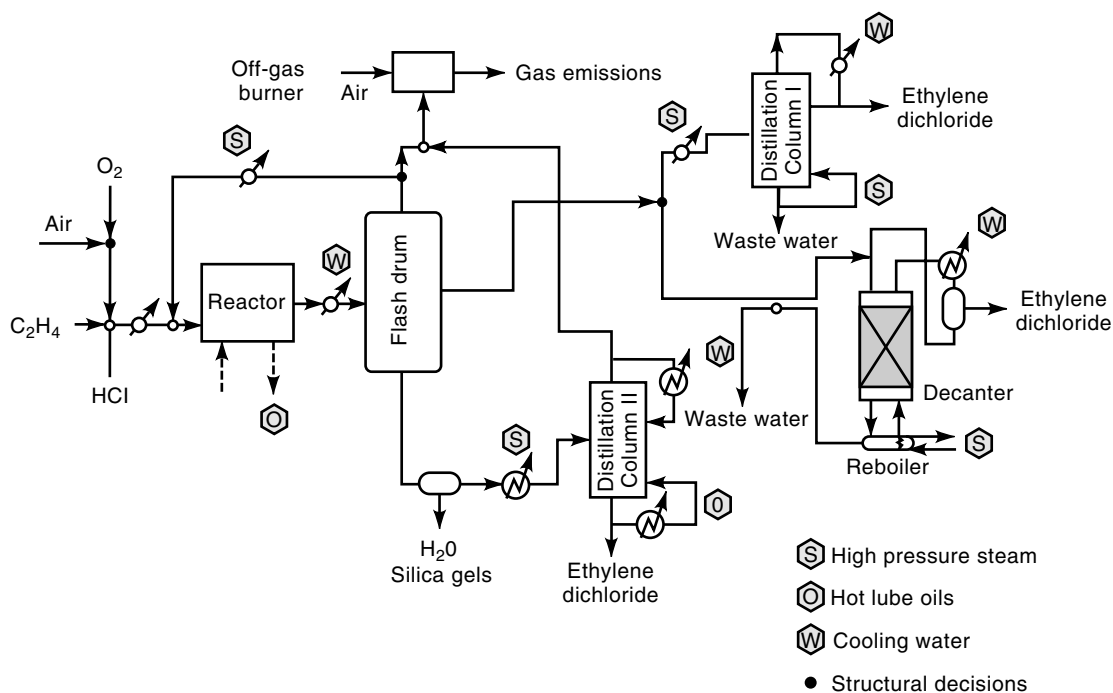 Off-gas
burner
Air
Gas emissions
W
Distillation
Column I
Ethylene
dichloride
S
S
Waste water
S
O2
Air
C2H4
HCI
Reactor
O
W
Flash drum
W
Ethylene
dichloride
Decanter
S
Reboiler
Waste water
W
Distillation
Column II
S
0
H20
Silica gels
Ethylene
dichloride
S High pressure steam
O Hot lube oils
W Cooling water
Structural decisions